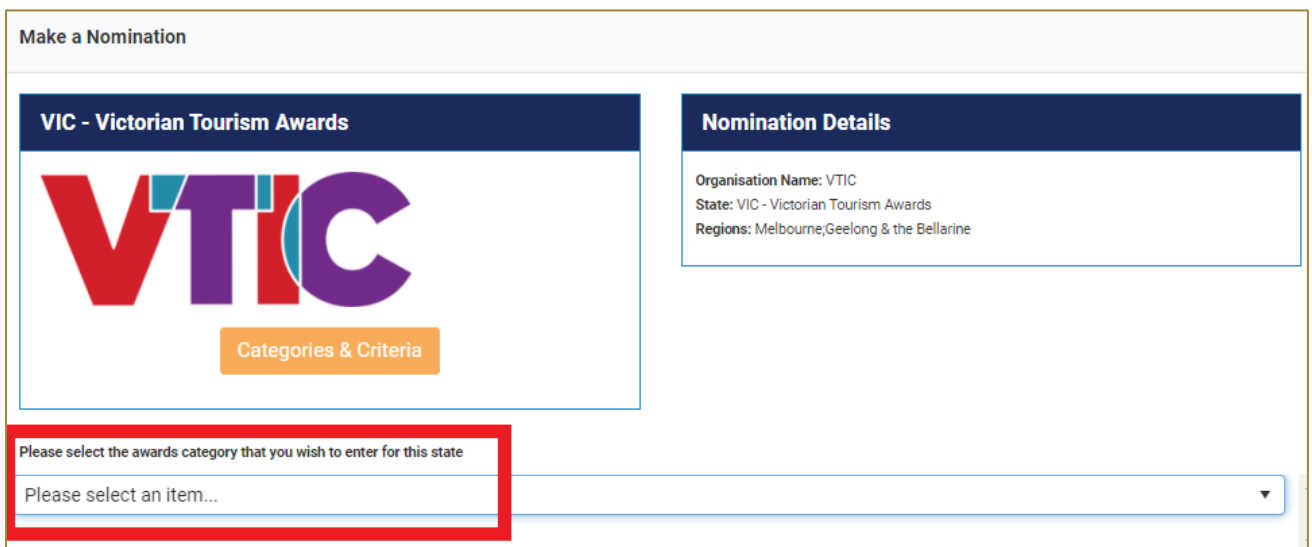 Make a Nomination
VIC - Victorian Tourism Awards
VTIC
Categories & Criteria
Nomination Details
Organisation Name: VTIC
State: VIC - Victorian Tourism Awards
Regions: Melbourne;Geelong & the Bellarine
Please select the awards category that you wish to enter for this state
Please select an item...